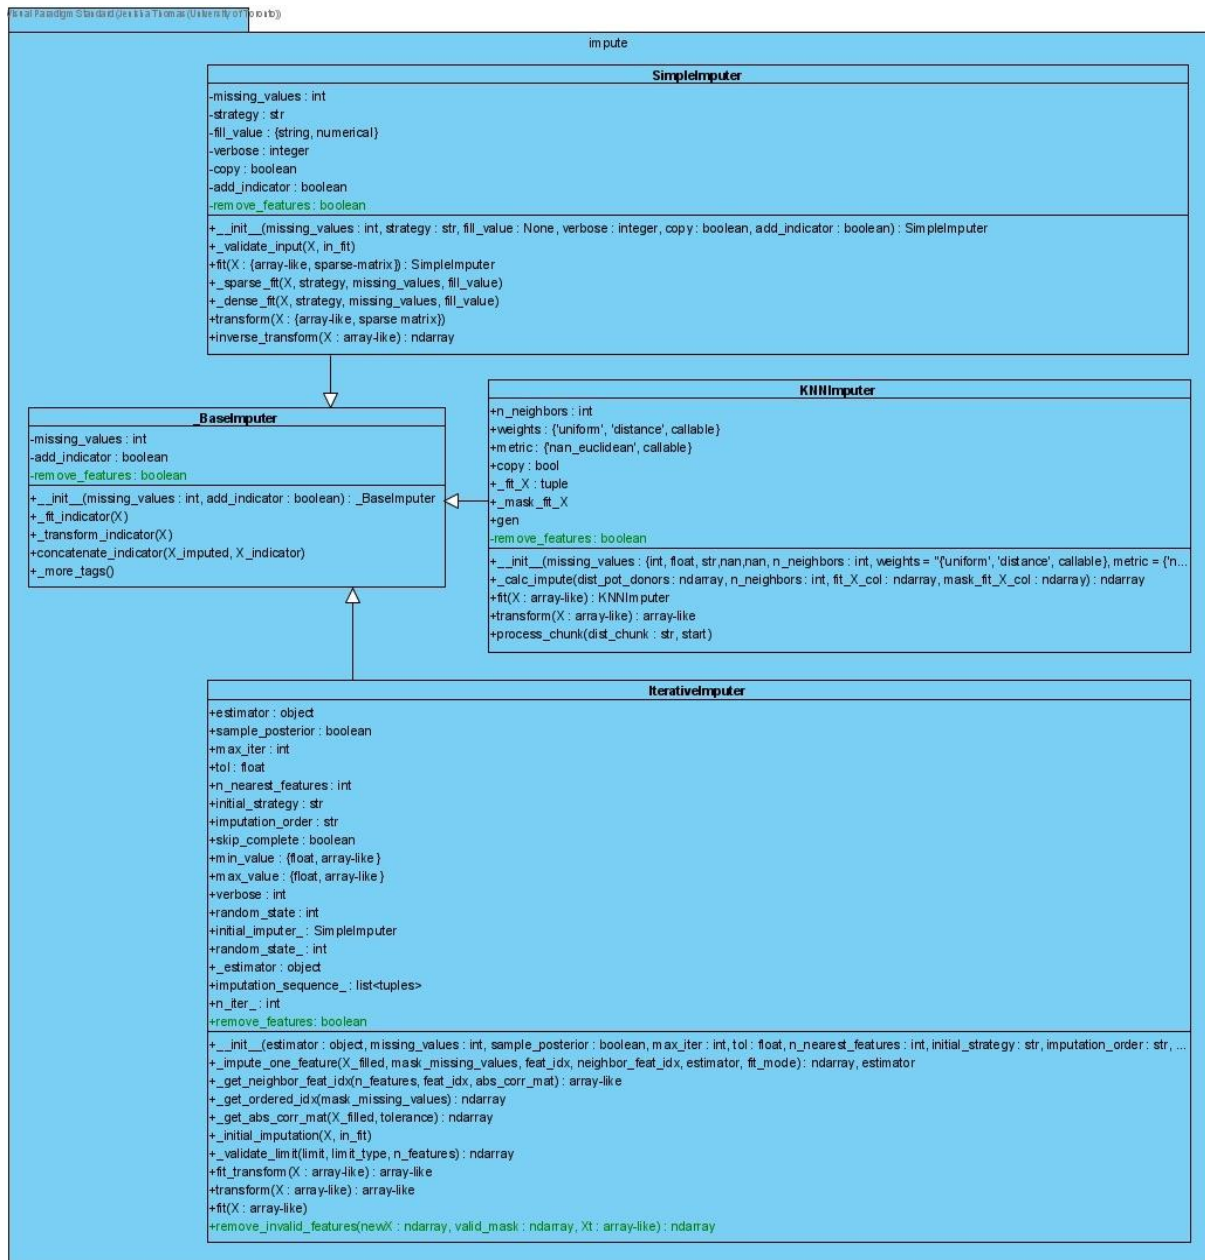 Visual Paradigm Standard(Jenisha Thomas(University of Toronto))
impute
SimpleImputer
-missing_values : int
-strategy : str
-fill_value : {string, numerical}
-verbose : integer
-copy : boolean
-add_indicator : boolean
-remove_features : boolean
+__init__(missing_values : int, strategy : str, fill_value : None, verbose : integer, copy : boolean, add_indicator : boolean) : SimpleImputer
+_validate_input(X, in_fit)
+fit(X : {array-like, sparse-matrix}) : SimpleImputer
+_sparse_fit(X, strategy, missing_values, fill_value)
+_dense_fit(X, strategy, missing_values, fill_value)
+transform(X : {array-like, sparse matrix})
+inverse_transform(X : array-like) : ndarray
_BaseImputer
-missing_values : int
-add_indicator : boolean
-remove_features : boolean
+__init__(missing_values : int, add_indicator : boolean) : _BaseImputer
+_fit_indicator(X)
+_transform_indicator(X)
+concatenate_indicator(X_imputed, X_indicator)
+_more_tags()
KNNImputer
+n_neighbors : int
+weights : {'uniform', 'distance', callable}
+metric : {'nan_euclidean', callable}
+copy : bool
+_fit_X : tuple
+_mask_fit_X
+gen
-remove_features : boolean
+__init__(missing_values : {int, float, str,nan,nan, n_neighbors : int, weights = "{'uniform', 'distance', callable}, metric = {'n...
+_calc_impute(dist_pot_donors : ndarray, n_neighbors : int, fit_X_col : ndarray, mask_fit_X_col : ndarray) : ndarray
+fit(X : array-like) : KNNImputer
+transform(X : array-like) : array-like
+process_chunk(dist_chunk : str, start)
IterativeImputer
+estimator : object
+sample_posterior : boolean
+max_iter : int
+tol : float
+n_nearest_features : int
+initial_strategy : str
+imputation_order : str
+skip_complete : boolean
+min_value : {float, array-like}
+max_value : {float, array-like}
+verbose : int
+random_state : int
+initial_imputer_ : SimpleImputer
+random_state_ : int
+_estimator : object
+imputation_sequence_ : list<tuples>
+n_iter_ : int
+remove_features: boolean
+__init__(estimator : object, missing_values : int, sample_posterior : boolean, max_iter : int, tol : float, n_nearest_features : int, initial_strategy : str, imputation_order : str, ...
+_impute_one_feature(X_filled, mask_missing_values, feat_idx, neighbor_feat_idx, estimator, fit_mode) : ndarray, estimator
+_get_neighbor_feat_idx(n_features, feat_idx, abs_corr_mat) : array-like
+_get_ordered_idx(mask_missing_values) : ndarray
+_get_abs_corr_mat(X_filled, tolerance) : ndarray
+_initial_imputation(X, in_fit)
+_validate_limit(limit, limit_type, n_features) : ndarray
+fit_transform(X : array-like) : array-like
+transform(X : array-like) : array-like
+fit(X : array-like)
+remove_invalid_features(newX : ndarray, valid_mask : ndarray, Xt : array-like) : ndarray